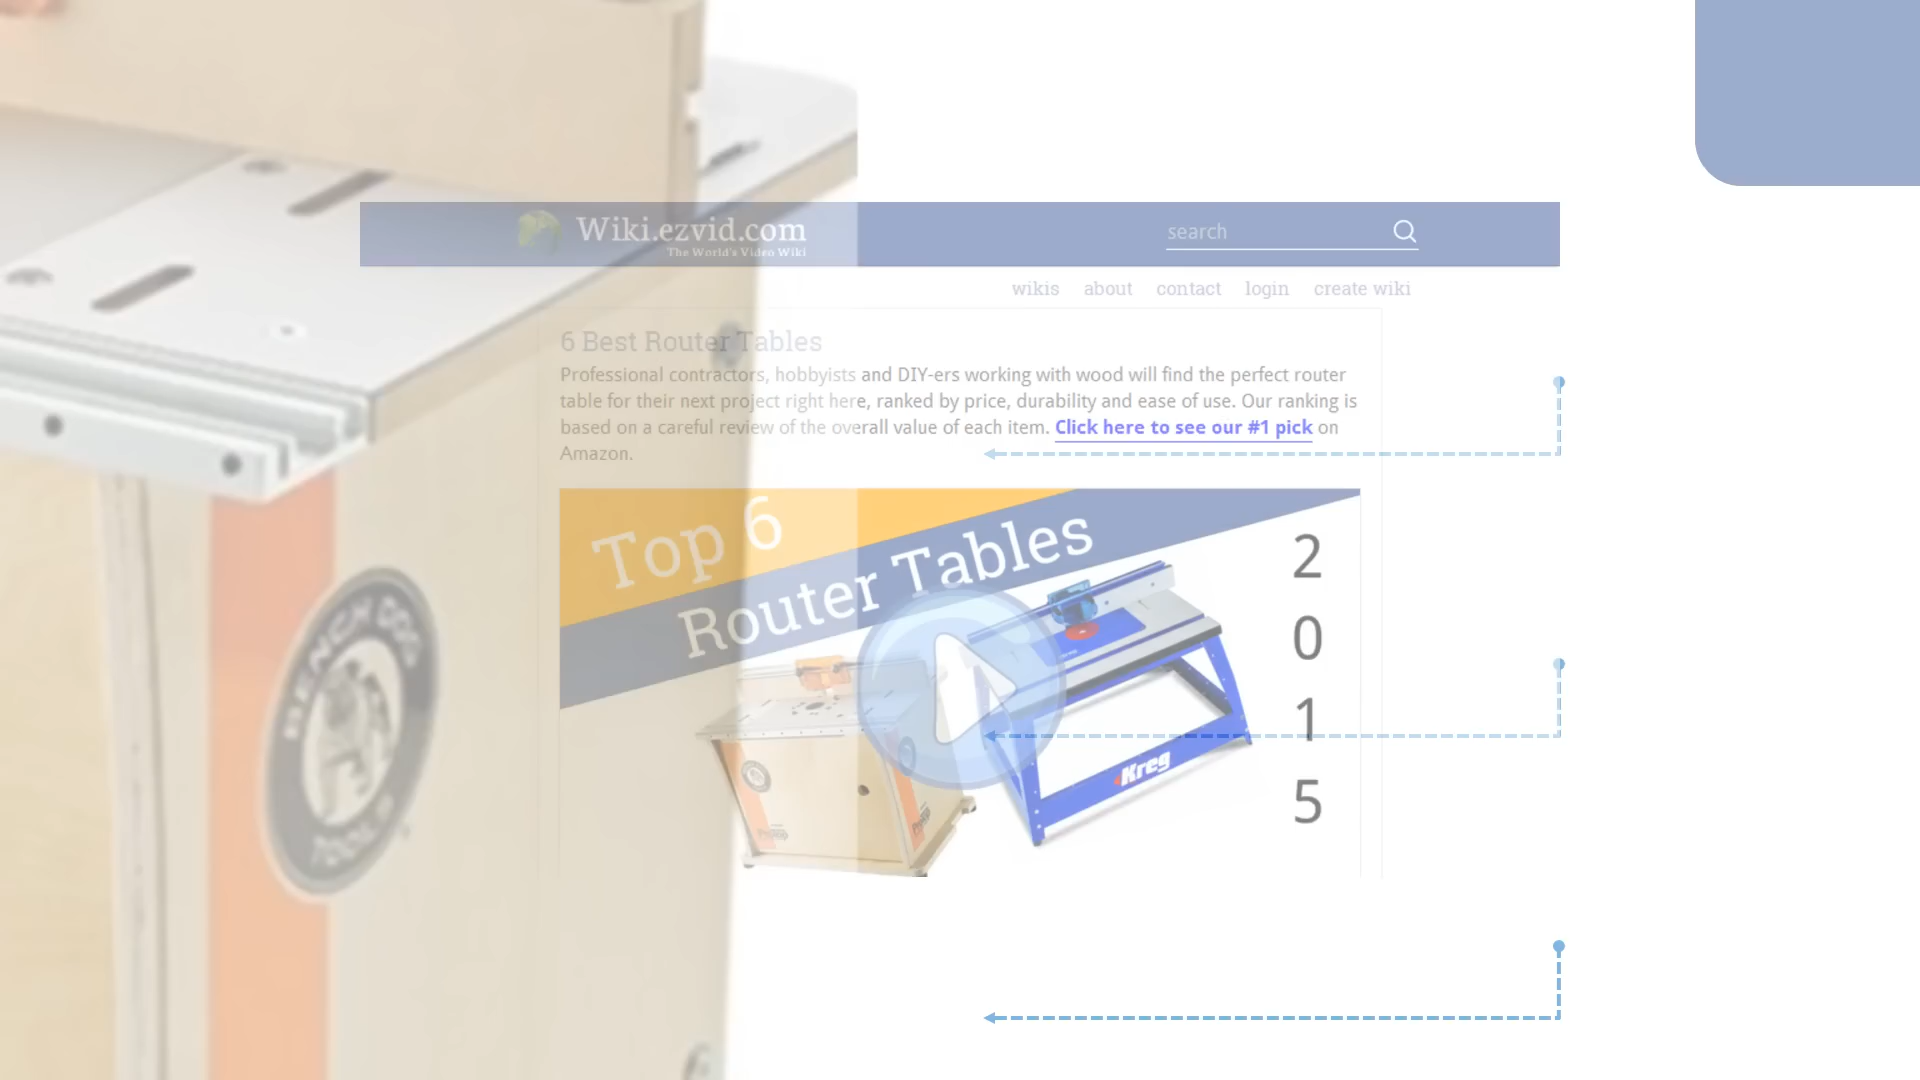 Wiki.ezvid.com
The World's Video Wiki
search
wikis about contact login create wiki
6 Best Router Tables
Professional contractors, hobbyists and DIY-ers working with wood will find the perfect router
table for their next project right here, ranked by price, durability and ease of use. Our ranking is
based on a careful review of the overall value of each item. Click here to see our #1 pick on
Amazon.
Top 6
Router Tables
2
0
1
5
Kreg
BENCH DOG
TOOLS